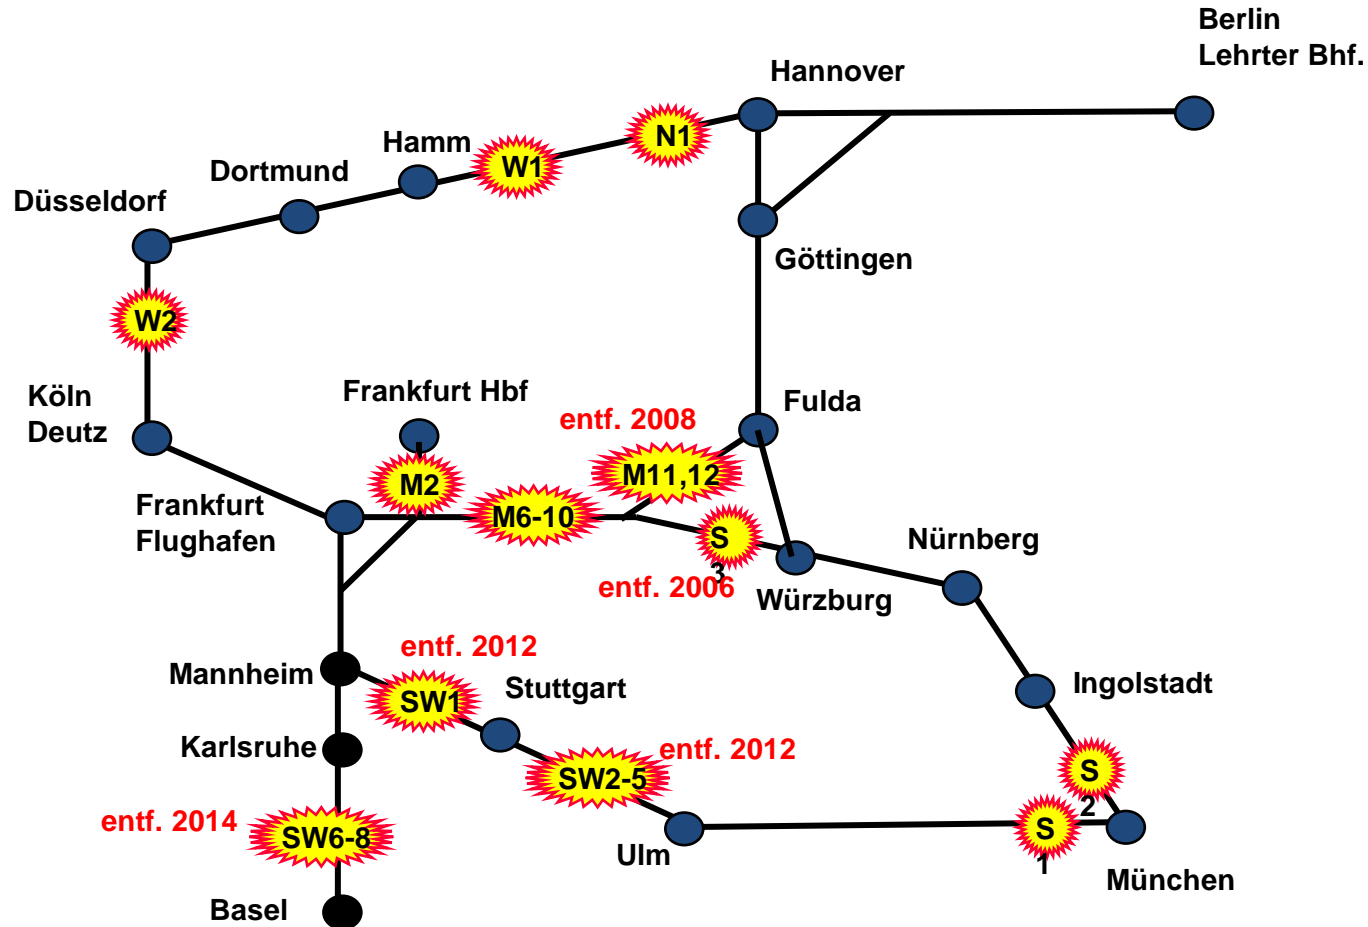 Berlin
Lehrter Bhf.
Hannover
N1
Hamm
W1
Dortmund
Düsseldorf
Göttingen
W2
Köln
Deutz
Frankfurt Hbf
Fulda
entf. 2008
M11,12
M2
M6-10
Frankfurt
Flughafen
S
3
entf. 2006
Würzburg
Nürnberg
entf. 2012
Mannheim
SW1
Stuttgart
Ingolstadt
Karlsruhe
entf. 2012
SW2-5
S
2
entf. 2014
SW6-8
S
1
Ulm
München
Basel